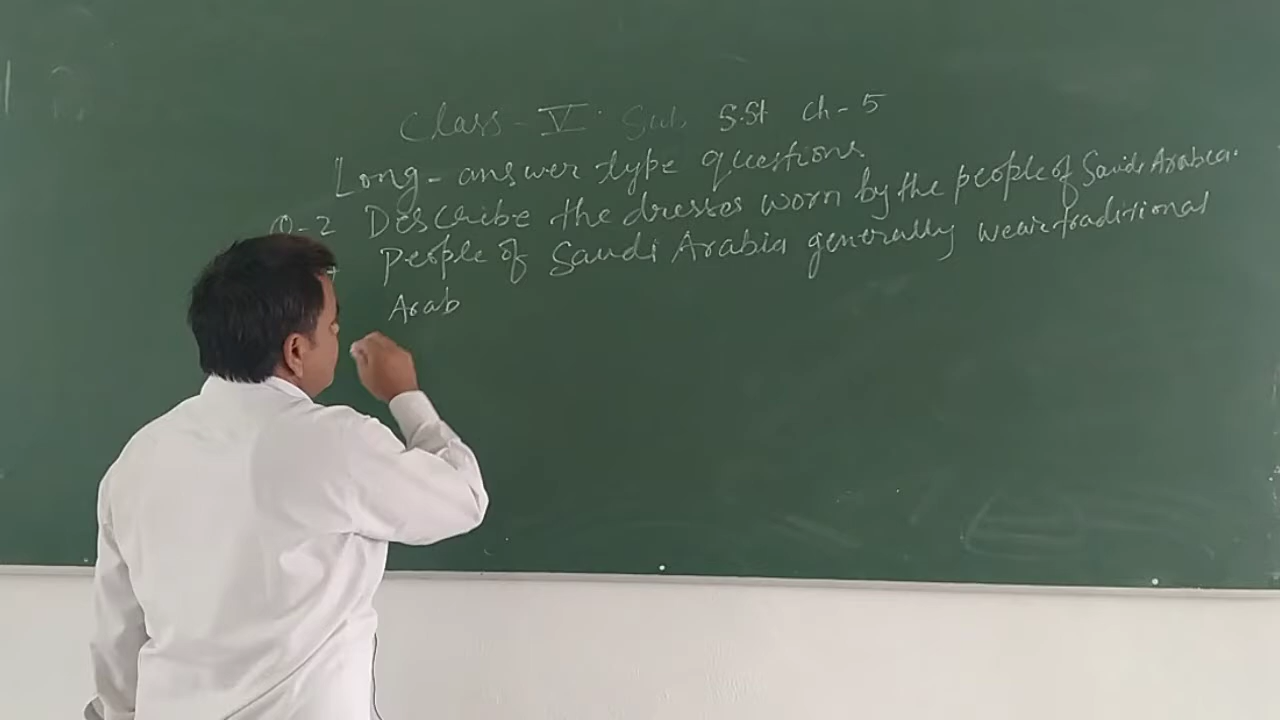 Class - V. Sub. S.St ch-5
Long-answer type questions
Q-2 Describe the dresses worn by the people of Saudi Arabia.
People of Saudi Arabia generally wear traditional
Arab